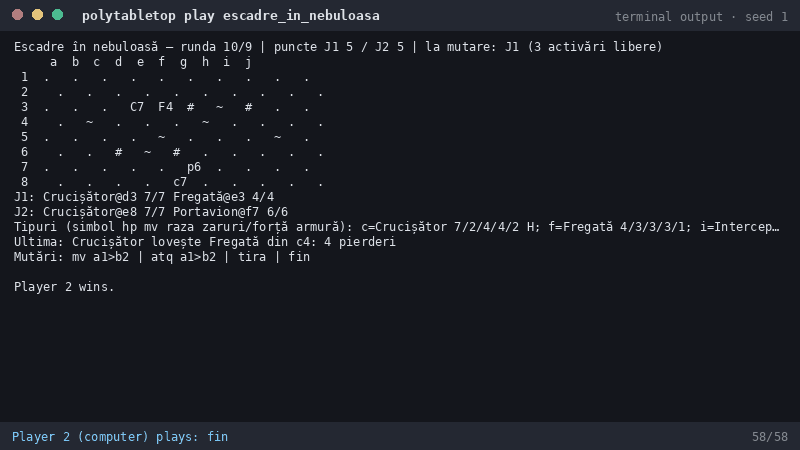 polytabletop play escadre_in_nebuloasa
terminal output · seed 1
Escadre în nebuloasă — runda 10/9 | puncte J1 5 / J2 5 | la mutare: J1 (3 activări libere)
a b c d e f g h i j
1 . . . . . . . . . .
2 . . . . . . . . . .
3 . . . C7 F4 # ~ # . .
4 . ~ . . . ~ . . . .
5 . . . . ~ . . . ~ .
6 . . # ~ # . . . . .
7 . . . . . p6 . . . .
8 . . . . c7 . . . . .
J1: Crucișător@d3 7/7 Fregată@e3 4/4
J2: Crucișător@e8 7/7 Portavion@f7 6/6
Tipuri (simbol hp mv raza zaruri/forță armură): c=Crucișător 7/2/4/4/2 H; f=Fregată 4/3/3/3/1; i=Intercep…
Ultima: Crucișător lovește Fregată din c4: 4 pierderi
Mutări: mv a1>b2 | atq a1>b2 | tira | fin
Player 2 wins.
Player 2 (computer) plays: fin
58/58